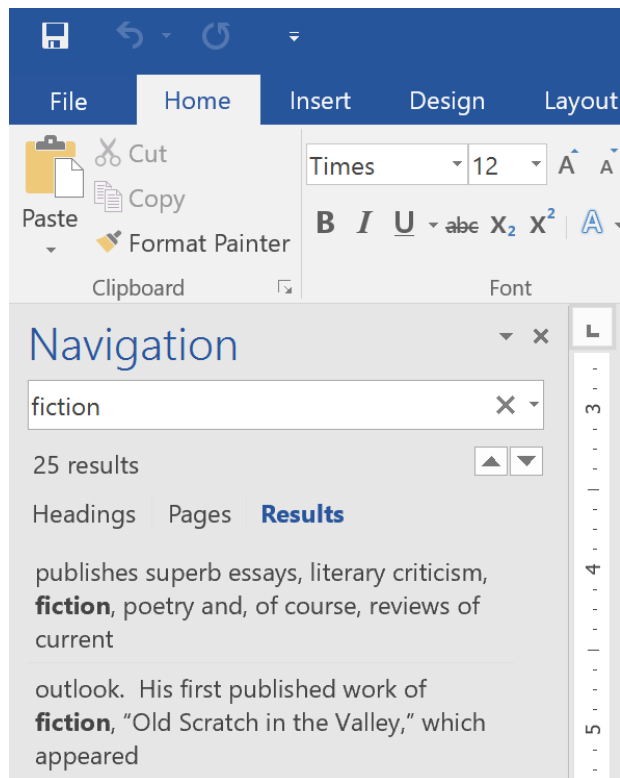 File Home Insert Design Layout
Cut
Times 12 A A
Copy
Paste
B I U abc X₂ X² A
Format Painter
Clipboard Font
Navigation
L
fiction
3
25 results
Headings Pages Results
publishes superb essays, literary criticism,
4
fiction, poetry and, of course, reviews of
current
outlook. His first published work of
fiction, “Old Scratch in the Valley,” which
5
appeared